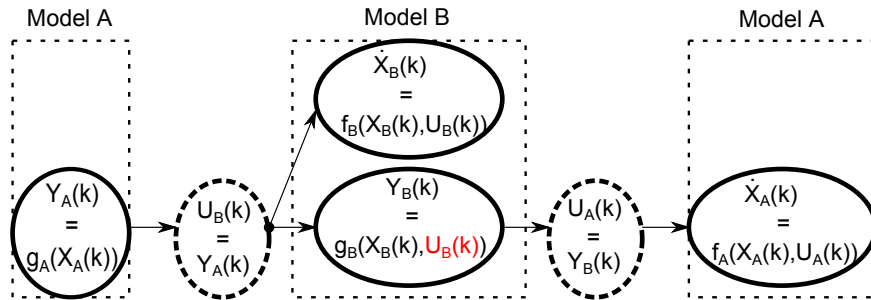 Model A
Model B
Model A
Y_A(k)
=
g_A(X_A(k))
U_B(k)
=
Y_A(k)
Ẋ_B(k)
=
f_B(X_B(k),U_B(k))
Y_B(k)
=
g_B(X_B(k),U_B(k))
U_A(k)
=
Y_B(k)
Ẋ_A(k)
=
f_A(X_A(k),U_A(k))